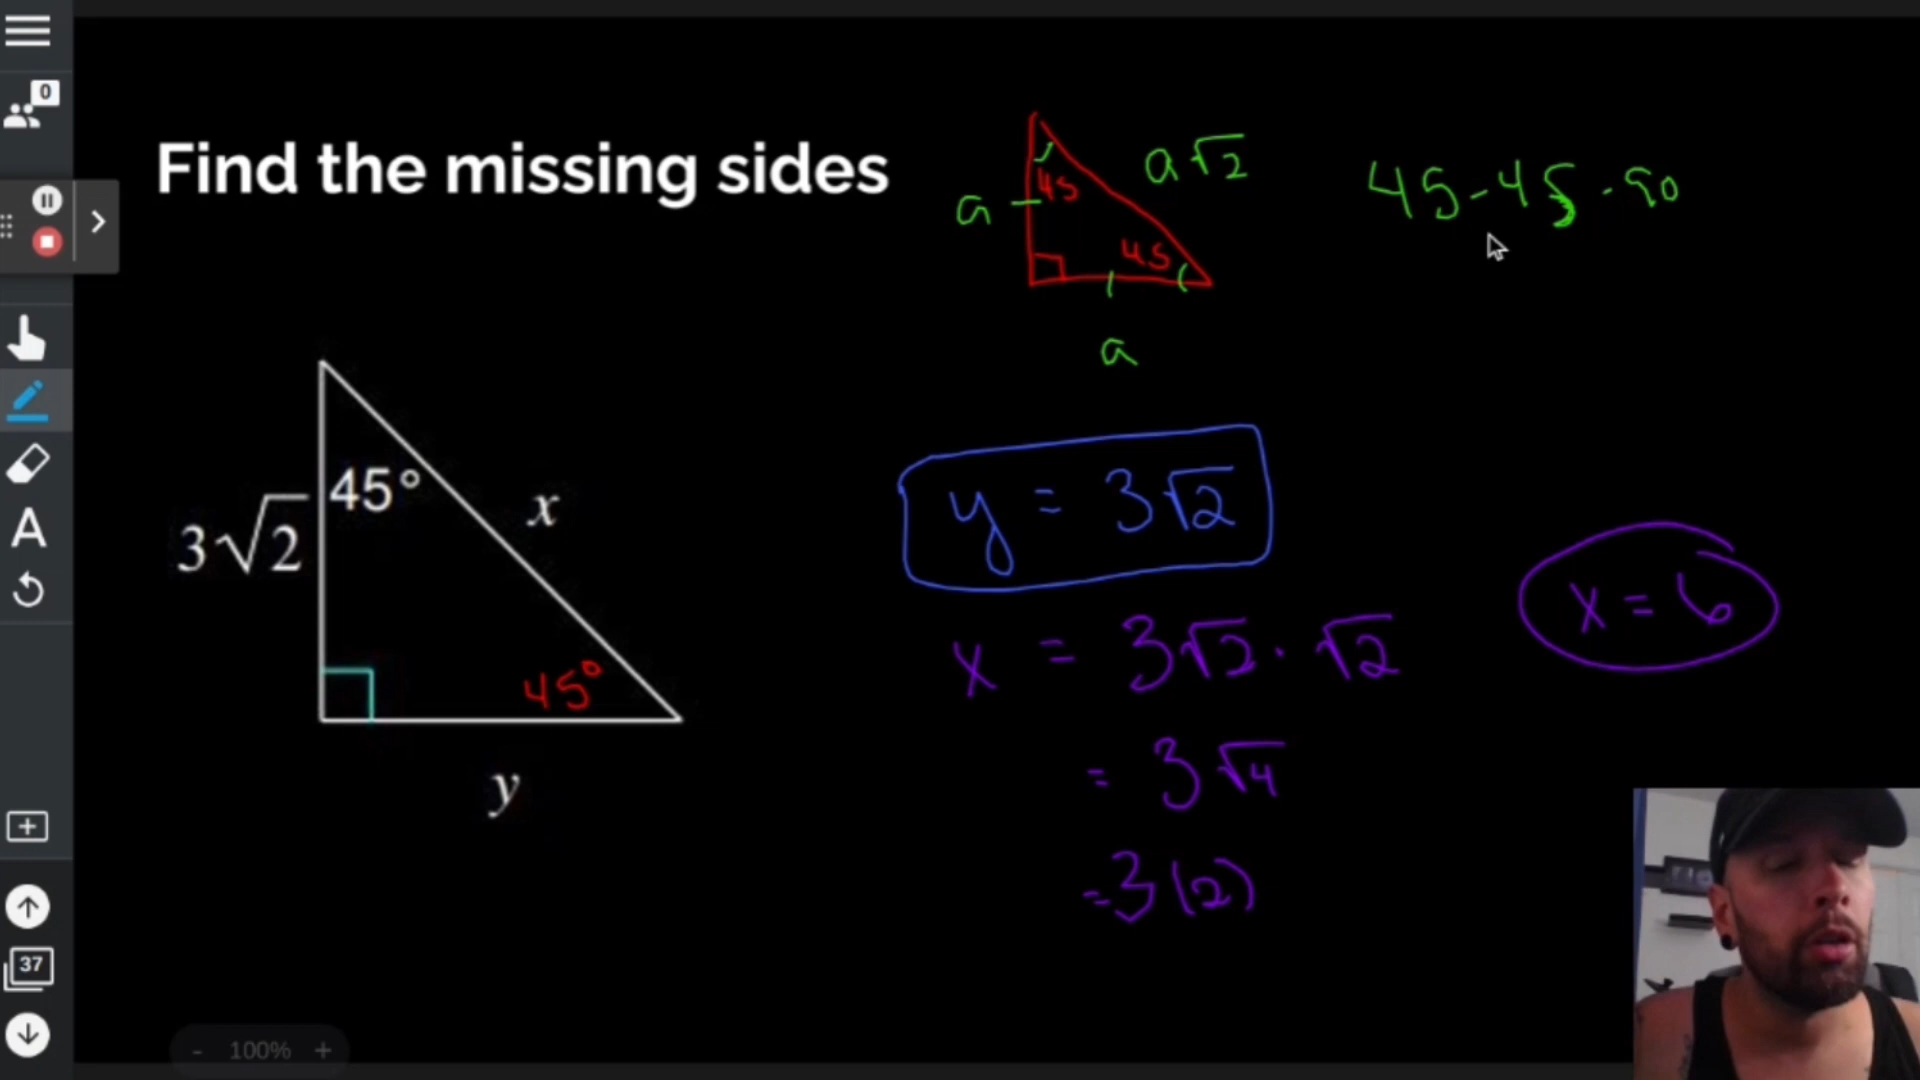 0
Find the missing sides
a
45
45
a√2
a
45-45-90
45°
3√2
x
45°
y
y = 3√2
x = 3√2 · √2
= 3√4
=3(2)
x = 6
A
37
- 100% +